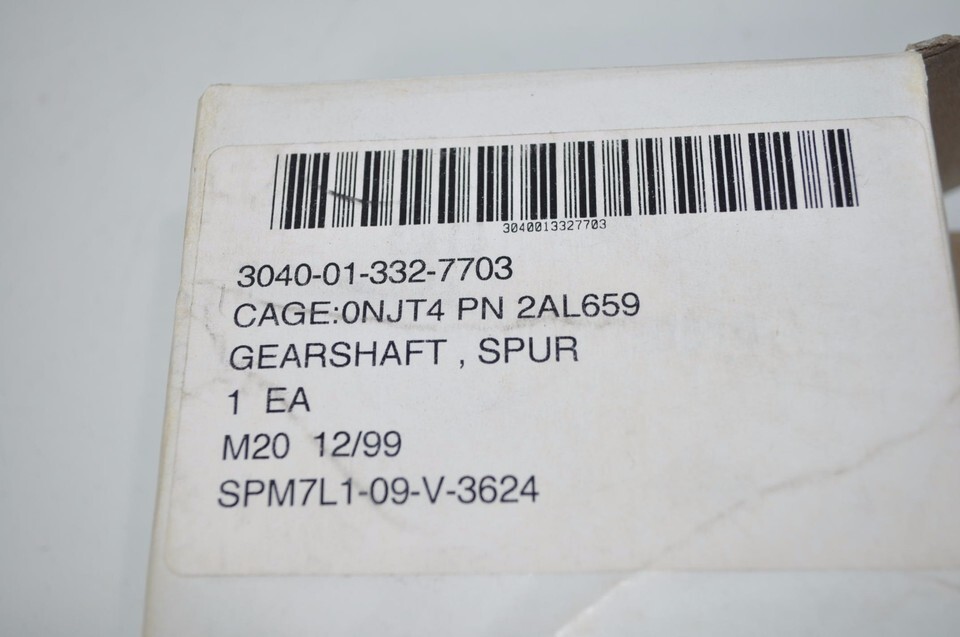 3040013327703
3040-01-332-7703
CAGE:0NJT4 PN 2AL659
GEARSHAFT , SPUR
1 EA
M20 12/99
SPM7L1-09-V-3624